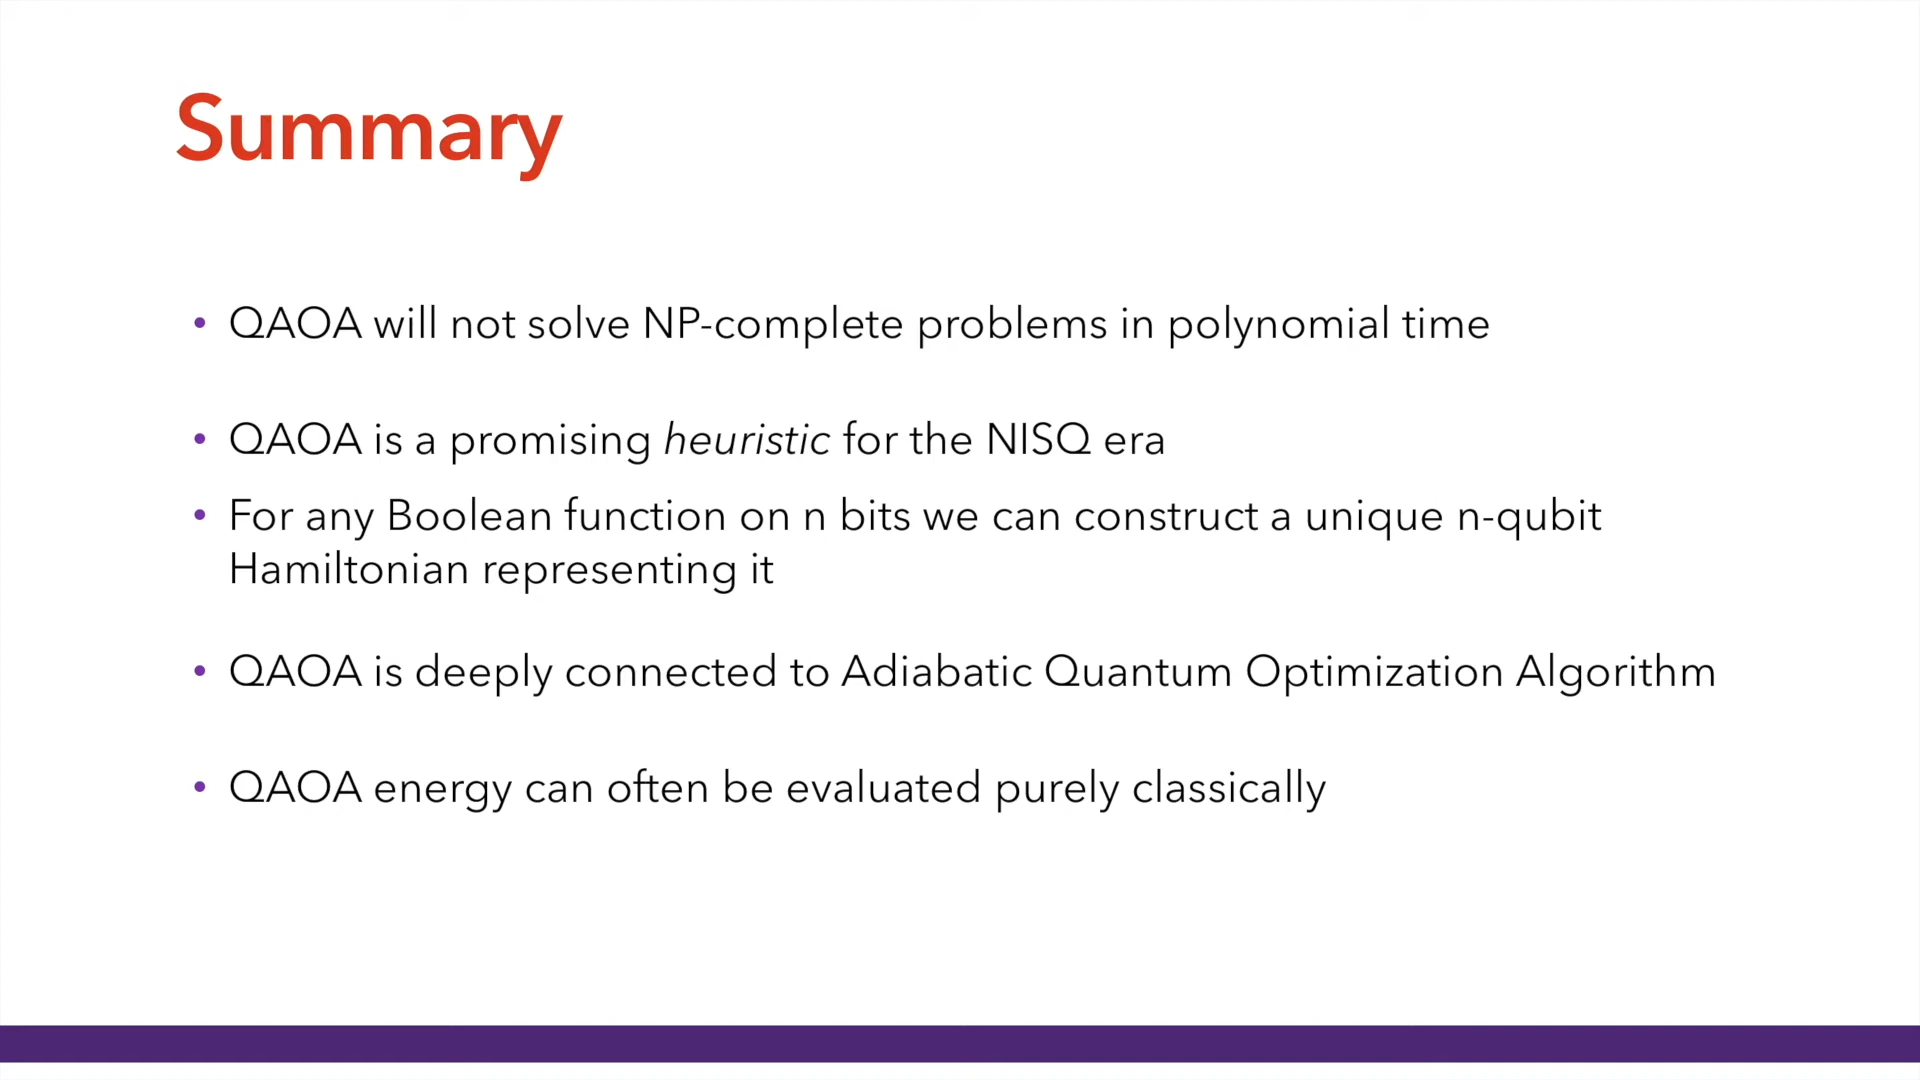 Summary
• QAOA will not solve NP-complete problems in polynomial time
• QAOA is a promising heuristic for the NISQ era
• For any Boolean function on n bits we can construct a unique n-qubit
Hamiltonian representing it
• QAOA is deeply connected to Adiabatic Quantum Optimization Algorithm
• QAOA energy can often be evaluated purely classically